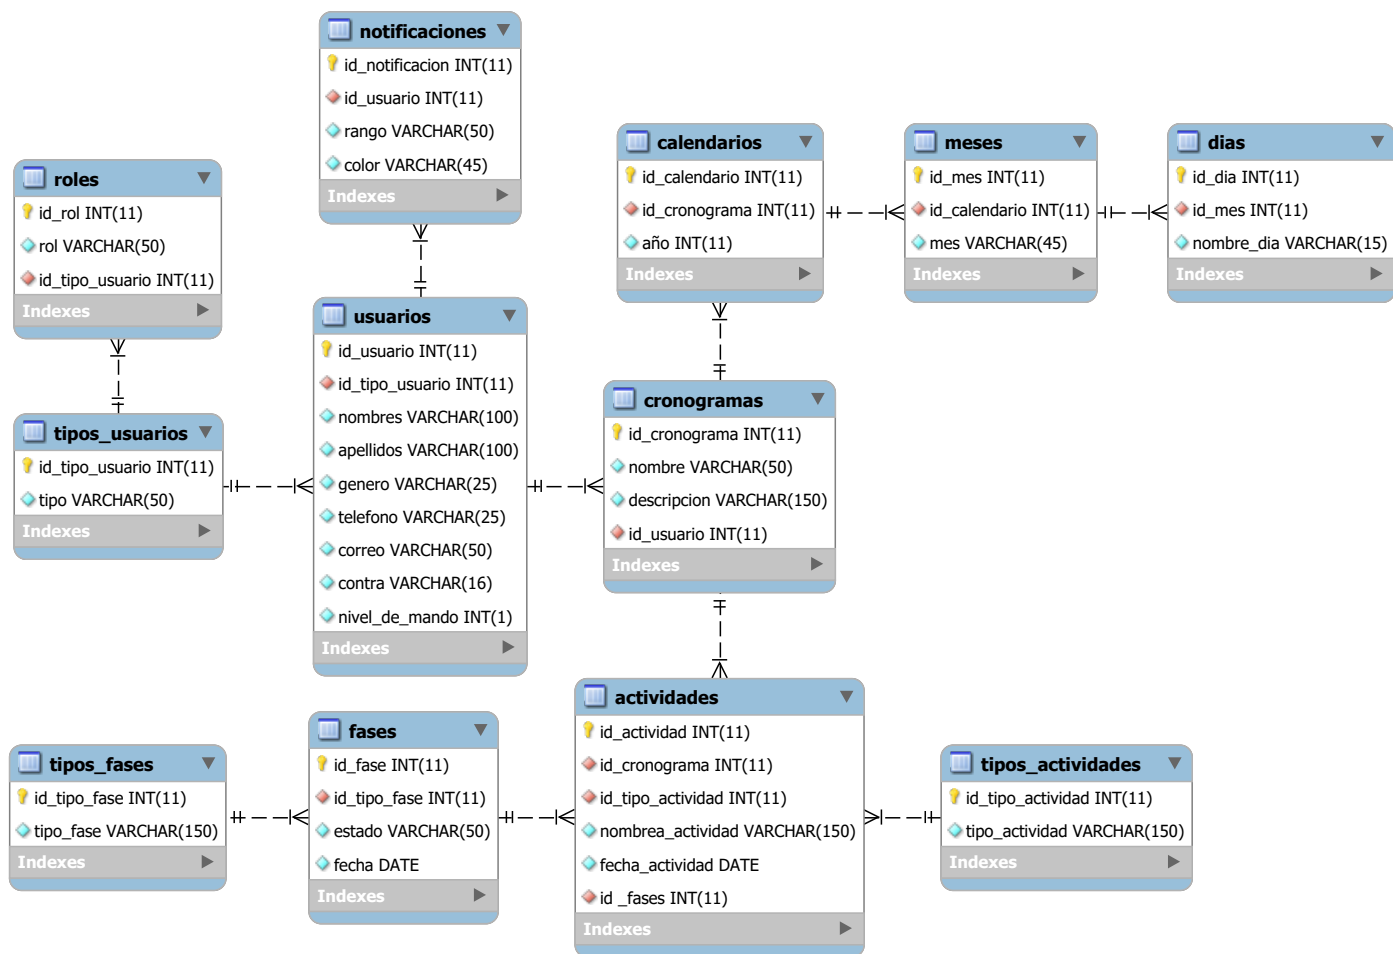 notificaciones
id_notificacion INT(11)
id_usuario INT(11)
rango VARCHAR(50)
color VARCHAR(45)
Indexes
roles
id_rol INT(11)
rol VARCHAR(50)
id_tipo_usuario INT(11)
Indexes
calendarios
id_calendario INT(11)
id_cronograma INT(11)
año INT(11)
Indexes
meses
id_mes INT(11)
id_calendario INT(11)
mes VARCHAR(45)
Indexes
dias
id_dia INT(11)
id_mes INT(11)
nombre_dia VARCHAR(15)
Indexes
usuarios
id_usuario INT(11)
id_tipo_usuario INT(11)
nombres VARCHAR(100)
apellidos VARCHAR(100)
genero VARCHAR(25)
telefono VARCHAR(25)
correo VARCHAR(50)
contra VARCHAR(16)
nivel_de_mando INT(1)
Indexes
tipos_usuarios
id_tipo_usuario INT(11)
tipo VARCHAR(50)
Indexes
cronogramas
id_cronograma INT(11)
nombre VARCHAR(50)
descripcion VARCHAR(150)
id_usuario INT(11)
Indexes
tipos_fases
id_tipo_fase INT(11)
tipo_fase VARCHAR(150)
Indexes
fases
id_fase INT(11)
id_tipo_fase INT(11)
estado VARCHAR(50)
fecha DATE
Indexes
actividades
id_actividad INT(11)
id_cronograma INT(11)
id_tipo_actividad INT(11)
nombrea_actividad VARCHAR(150)
fecha_actividad DATE
id _fases INT(11)
Indexes
tipos_actividades
id_tipo_actividad INT(11)
tipo_actividad VARCHAR(150)
Indexes